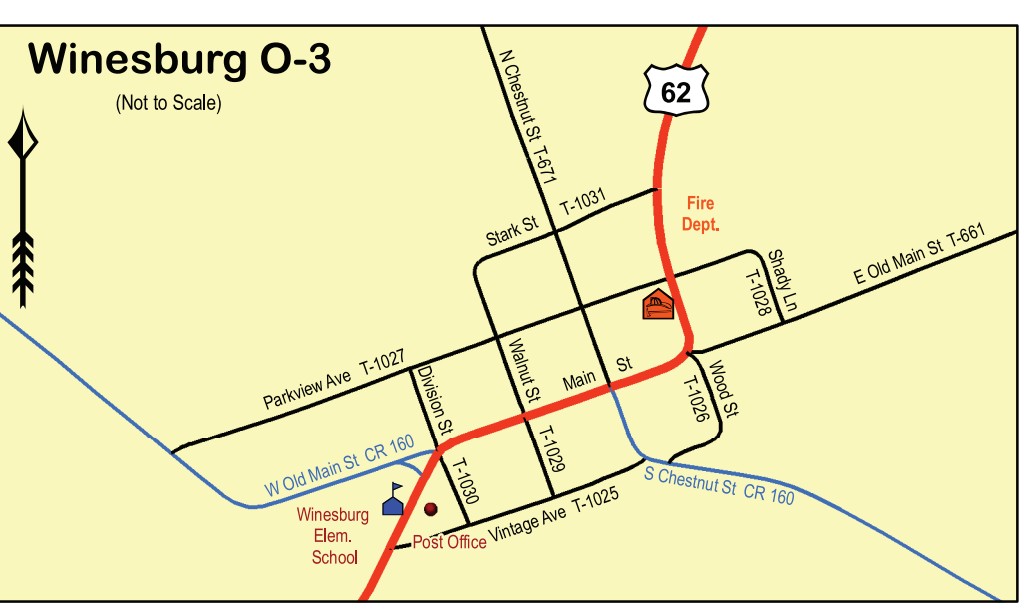 Winesburg O-3
(Not to Scale)
N Chestnut St T-671
62
Stark St
T-1031
Fire
Dept.
Shady Ln
T-1028
E Old Main St T-661
Parkview Ave T-1027
Division St
Walnut St
Main
St
Wood St
T-1026
W Old Main St CR 160
T-1030
T-1029
S Chestnut St CR 160
Winesburg
Elem.
School
Post Office
Vintage Ave T-1025